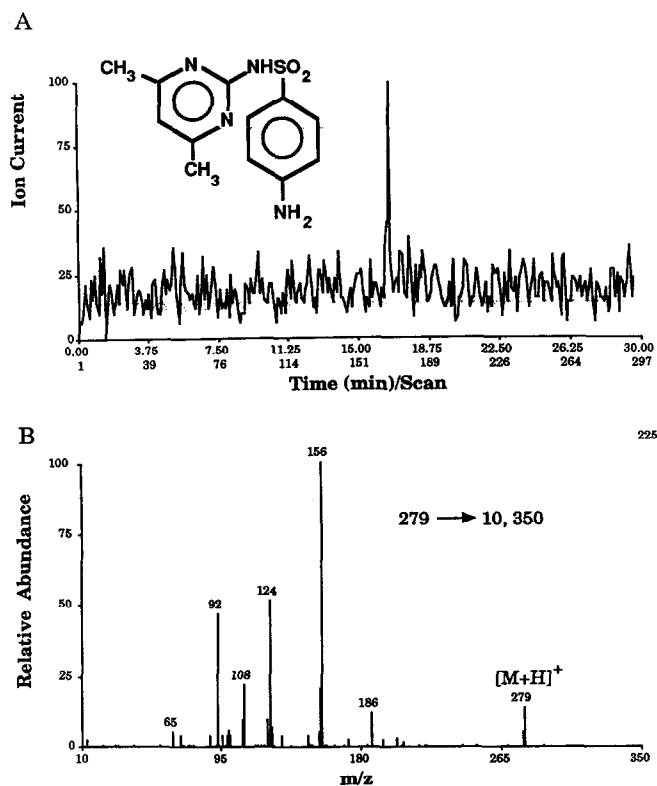 A
CH3
N
NHSO2
N
CH3
NH2
Ion Current
100
75
50
25
0
0.00 3.75 7.50 11.25 15.00 18.75 22.50 26.25 30.00
1 39 76 114 151 189 226 264 297
Time (min)/Scan
B
225
Relative Abundance
100
75
50
25
0
156
279 → 10, 350
92
124
108
65
186
[M+H]+
279
10 95 180 265 350
m/z